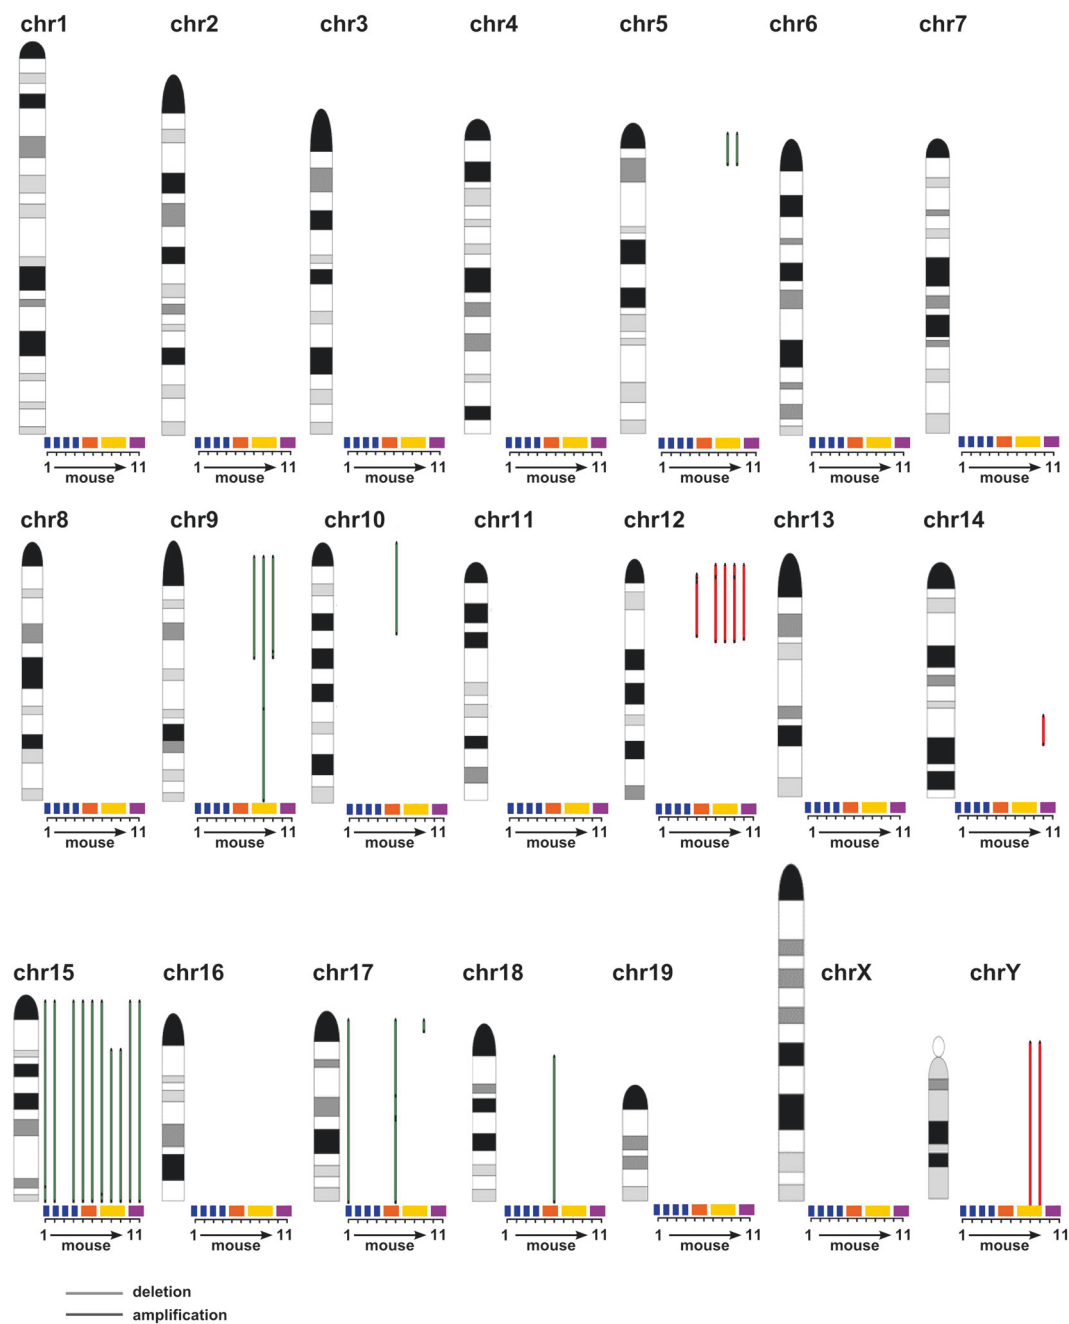 chr1 chr2 chr3 chr4 chr5 chr6 chr7
1 11 1 11 1 11 1 11 1 11 1 11 1 11
mouse mouse mouse mouse mouse mouse mouse
chr8 chr9 chr10 chr11 chr12 chr13 chr14
1 11 1 11 1 11 1 11 1 11 1 11 1 11
mouse mouse mouse mouse mouse mouse mouse
chr15 chr16 chr17 chr18 chr19 chrX chrY
1 11 1 11 1 11 1 11 1 11 1 11 1 11
mouse mouse mouse mouse mouse mouse mouse
deletion
amplification